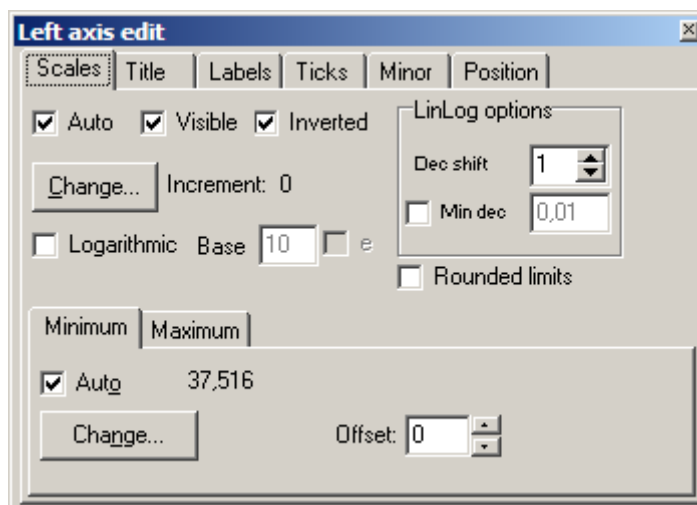 Left axis edit
Scales Title Labels Ticks Minor Position
Auto Visible Inverted
LinLog options
Dec shift 1
Change... Increment: 0
Min dec 0,01
Logarithmic Base 10 e
Rounded limits
Minimum Maximum
Auto 37,516
Change... Offset: 0